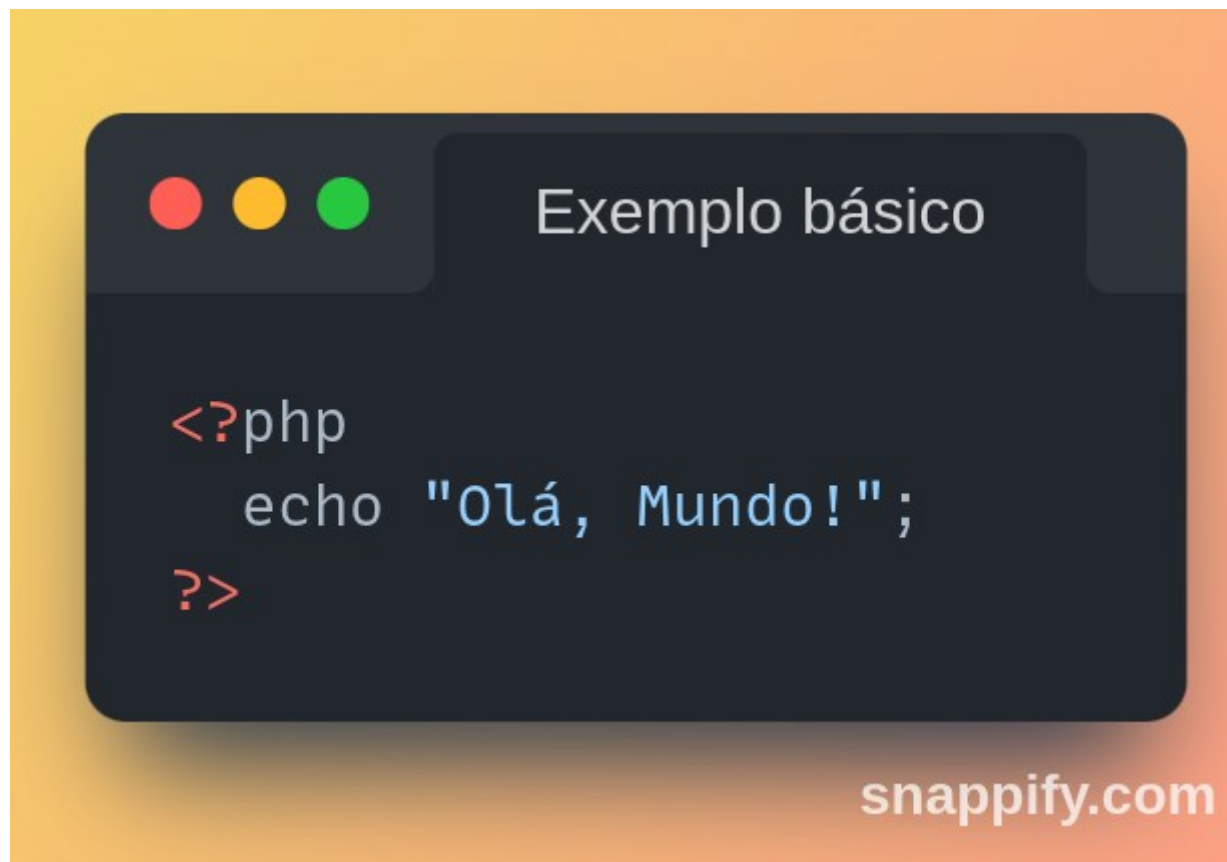 Exemplo básico
<?php
  echo "Olá, Mundo!";
?>
snappify.com